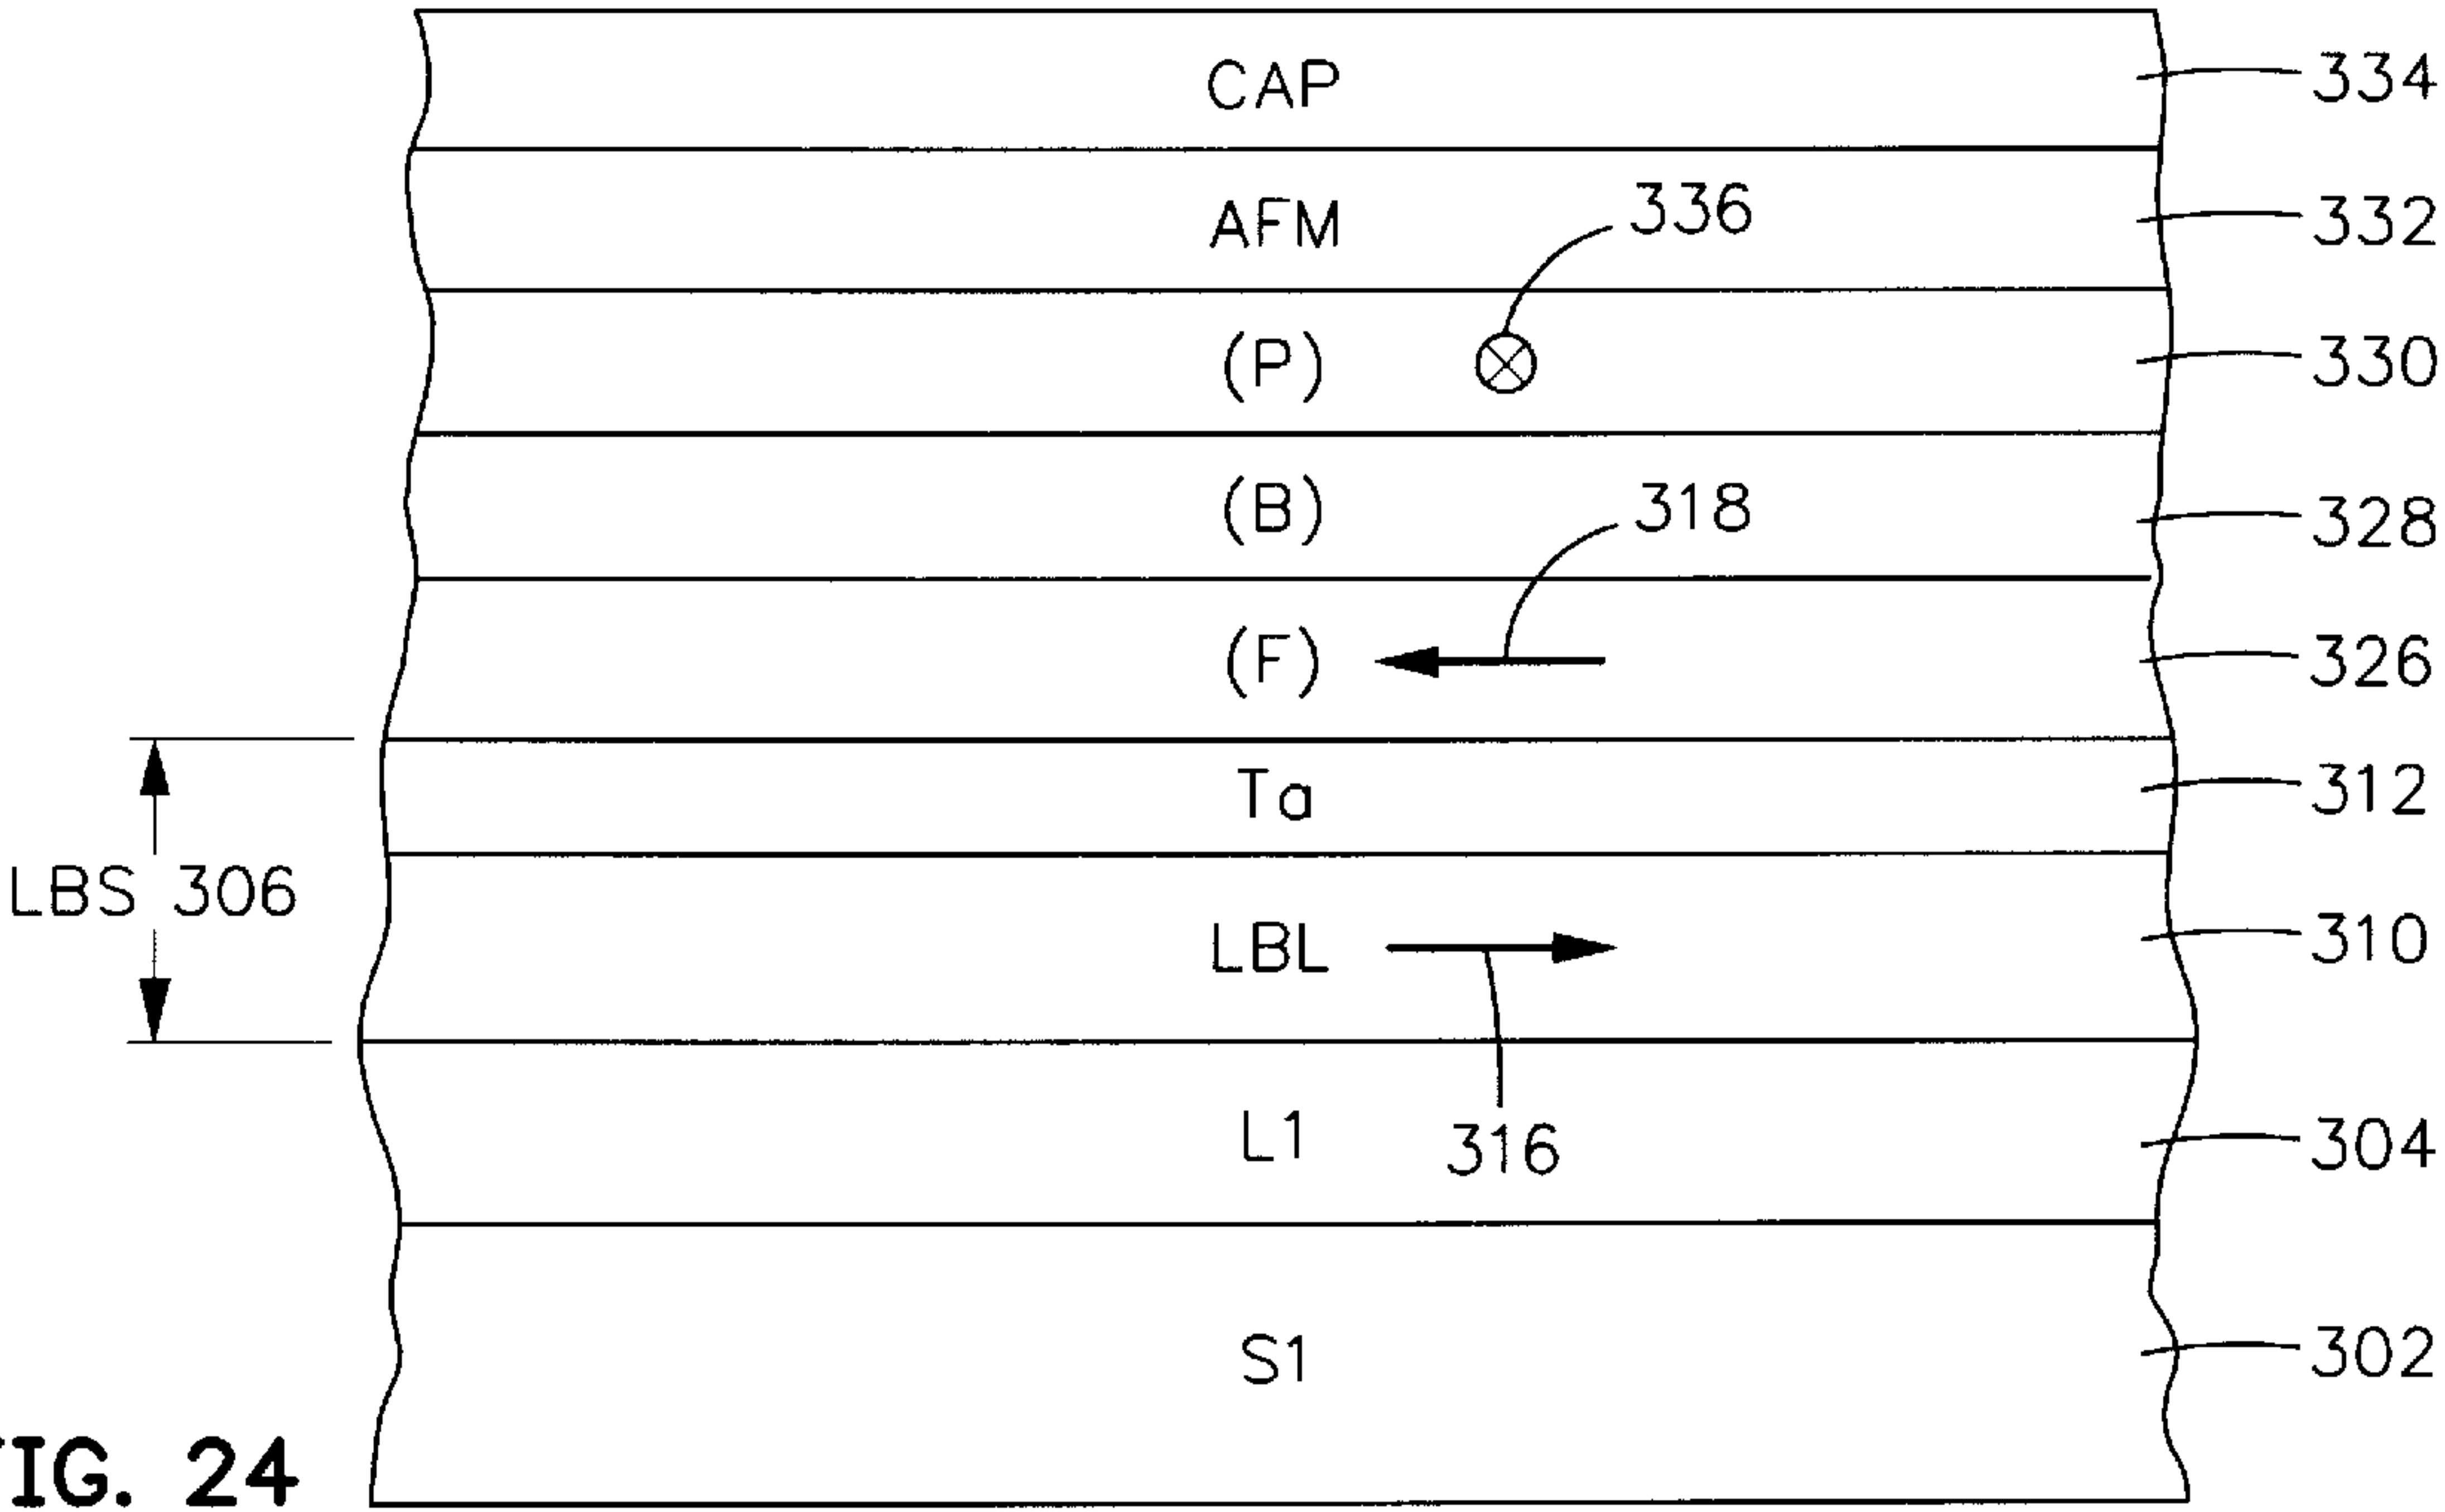 CAP 334
AFM 336 332
(P) 330
(B) 318 328
(F) 326
Ta 312
LBS 306
LBL 310
L1 316 304
S1 302
IG. 24